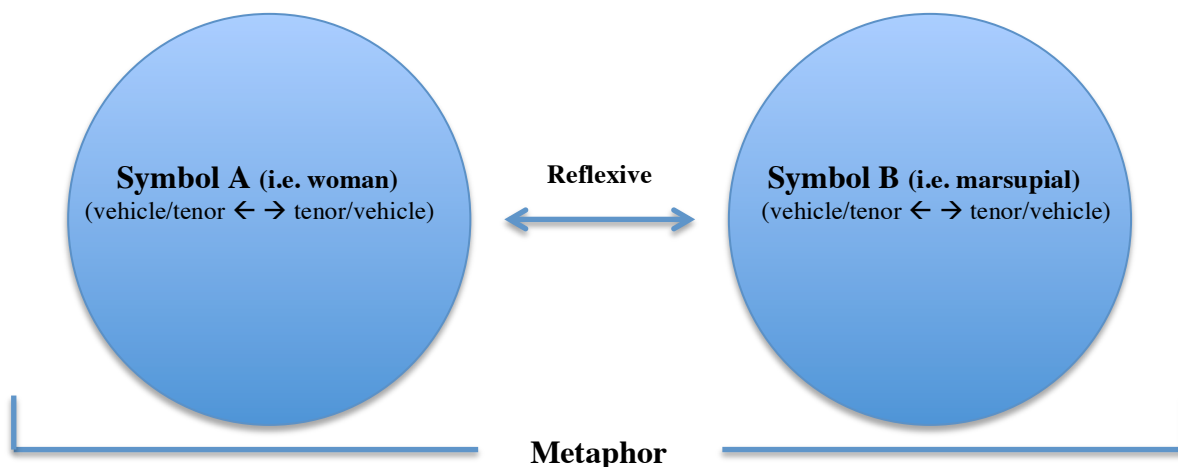 Symbol A (i.e. woman)
(vehicle/tenor ← → tenor/vehicle)
Reflexive
Symbol B (i.e. marsupial)
(vehicle/tenor ← → tenor/vehicle)
Metaphor